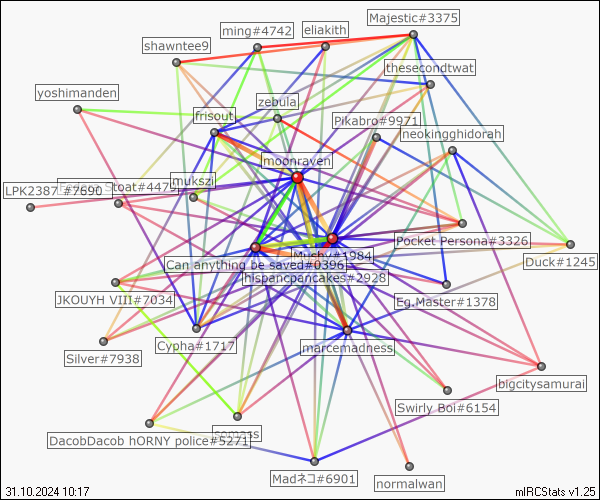 Majestic#3375
ming#4742
eliakith
shawntee9
thesecondtwat
yoshimanden
zebula
frisout
Pikabro#9971
neokingghidorah
moonraven
mukszi
Stoat#4475
LPK2387 #7690
Pocket Persona#3326
Mushy#1984
Duck#1245
Can anything be saved#0396
hispancpancakes#2928
JKOUYH VIII#7034
Eg.Master#1378
Cypha#1717
marcemadness
Silver#7938
bigcitysamurai
Swirly Boi#6154
DacobDacob hORNY police#5271
Madネコ#6901
normalwan
31.10.2024 10:17
mIRCStats v1.25